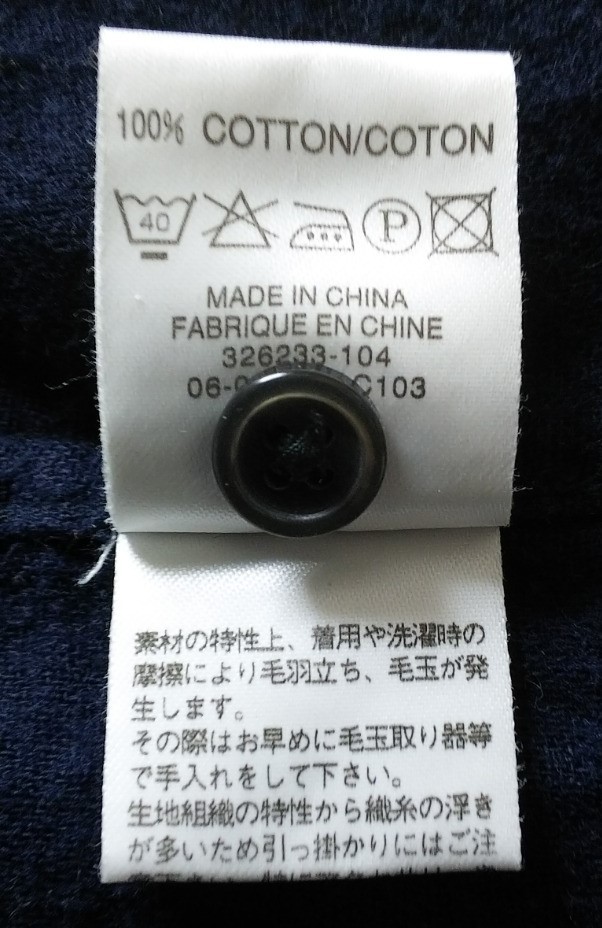 100% COTTON/COTON
40 P
MADE IN CHINA
FABRIQUE EN CHINE
326233-104
06-0 C103
素材の特性上、着用や洗濯時の
摩擦により毛羽立ち、毛玉が発
生します。
その際はお早めに毛玉取り器等
で手入れをして下さい。
生地組織の特性から織糸の浮き
が多いため引っ掛かりにはご注